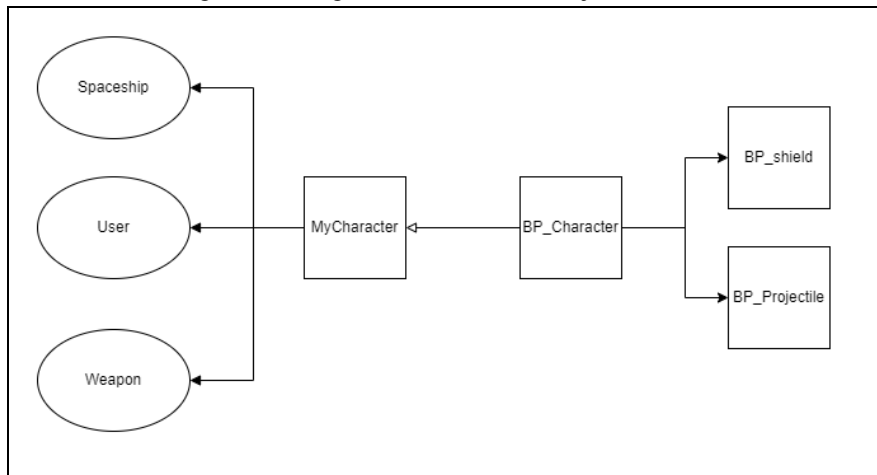 Spaceship
User
Weapon
MyCharacter
BP_Character
BP_shield
BP_Projectile